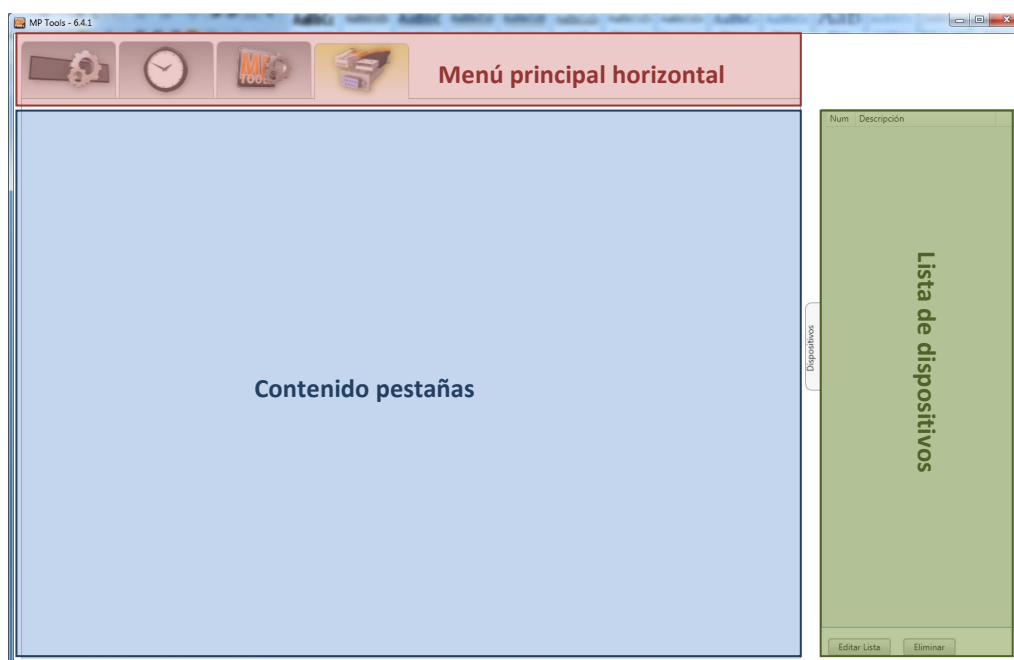 MP Tools - 6.4.1
MP
TOOLS
Menú principal horizontal
Num Descripción
Contenido pestañas
Dispositivos
Lista de dispositivos
Editar Lista Eliminar